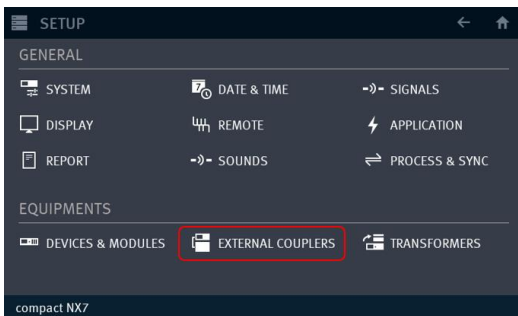 SETUP
GENERAL
SYSTEM DATE & TIME SIGNALS
DISPLAY REMOTE APPLICATION
REPORT SOUNDS PROCESS & SYNC
EQUIPMENTS
DEVICES & MODULES EXTERNAL COUPLERS TRANSFORMERS
compact NX7